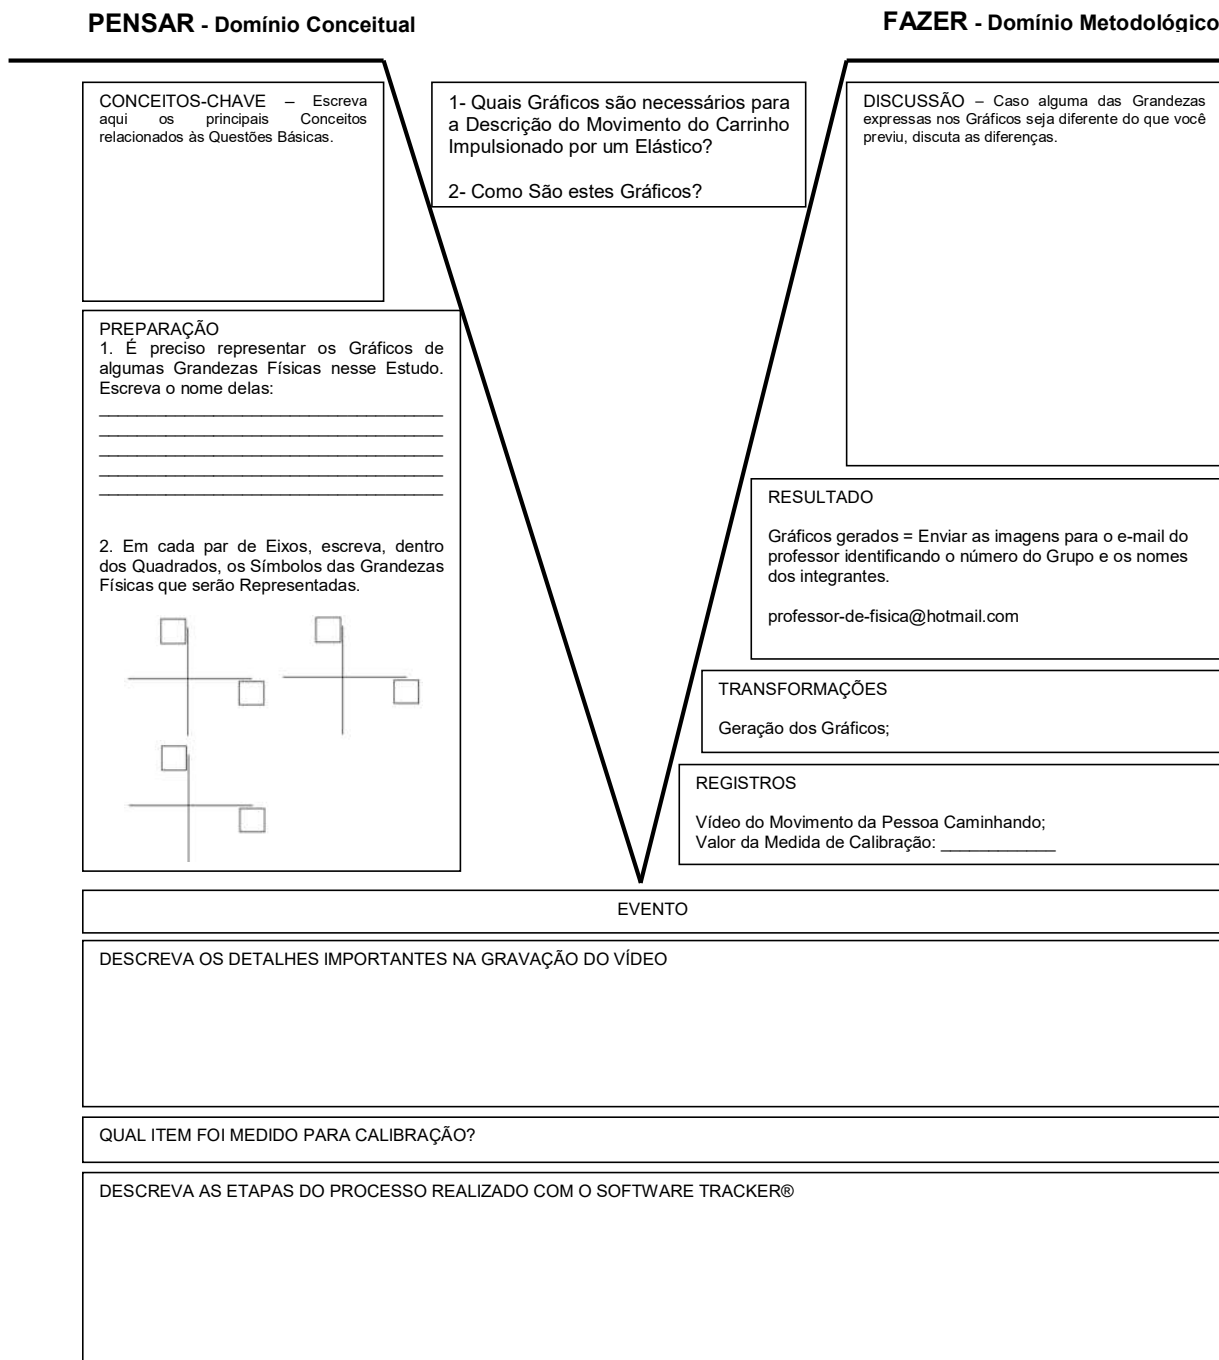 PENSAR - Domínio Conceitual
FAZER - Domínio Metodológico
CONCEITOS-CHAVE – Escreva
aqui os principais Conceitos
relacionados às Questões Básicas.
1- Quais Gráficos são necessários para
a Descrição do Movimento do Carrinho
Impulsionado por um Elástico?
2- Como São estes Gráficos?
DISCUSSÃO – Caso alguma das Grandezas
expressas nos Gráficos seja diferente do que você
previu, discuta as diferenças.
PREPARAÇÃO
1. É preciso representar os Gráficos de
algumas Grandezas Físicas nesse Estudo.
Escreva o nome delas:
2. Em cada par de Eixos, escreva, dentro
dos Quadrados, os Símbolos das Grandezas
Físicas que serão Representadas.
RESULTADO
Gráficos gerados = Enviar as imagens para o e-mail do
professor identificando o número do Grupo e os nomes
dos integrantes.
professor-de-fisica@hotmail.com
TRANSFORMAÇÕES
Geração dos Gráficos;
REGISTROS
Vídeo do Movimento da Pessoa Caminhando;
Valor da Medida de Calibração: ____________
EVENTO
DESCREVA OS DETALHES IMPORTANTES NA GRAVAÇÃO DO VÍDEO
QUAL ITEM FOI MEDIDO PARA CALIBRAÇÃO?
DESCREVA AS ETAPAS DO PROCESSO REALIZADO COM O SOFTWARE TRACKER®